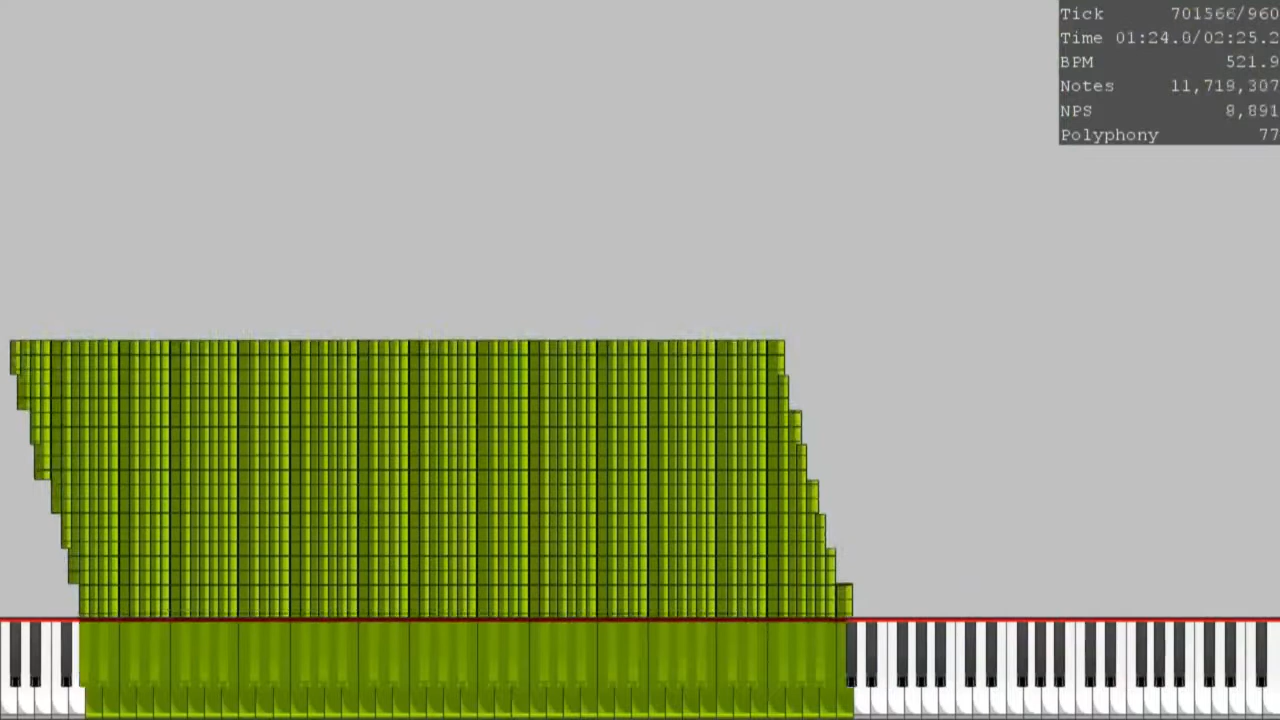 Tick 701566/960
Time 01:24.0/02:25.2
BPM 521.9
Notes 11,719,307
NPS 8,891
Polyphony 77